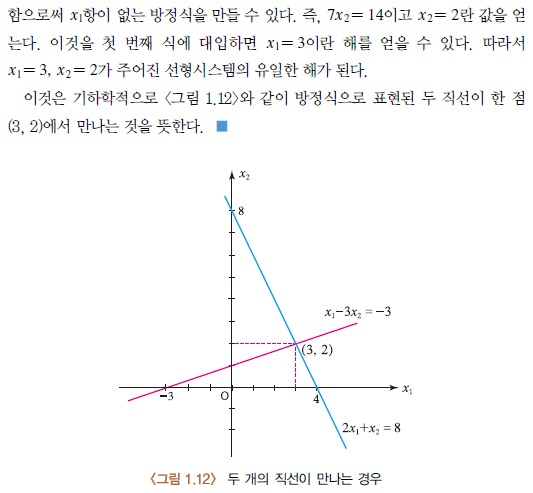 함으로써 x₁항이 없는 방정식을 만들 수 있다. 즉, 7x₂= 14이고 x₂= 2란 값을 얻
는다. 이것을 첫 번째 식에 대입하면 x₁= 3이란 해를 얻을 수 있다. 따라서
x₁= 3, x₂= 2가 주어진 선형시스템의 유일한 해가 된다.
이것은 기하학적으로 <그림 1.12>와 같이 방정식으로 표현된 두 직선이 한 점
(3, 2)에서 만나는 것을 뜻한다. ■
x₂
8
x₁−3x₂ = −3
(3, 2)
−3
O
4
x₁
2x₁+x₂ = 8
<그림 1.12> 두 개의 직선이 만나는 경우